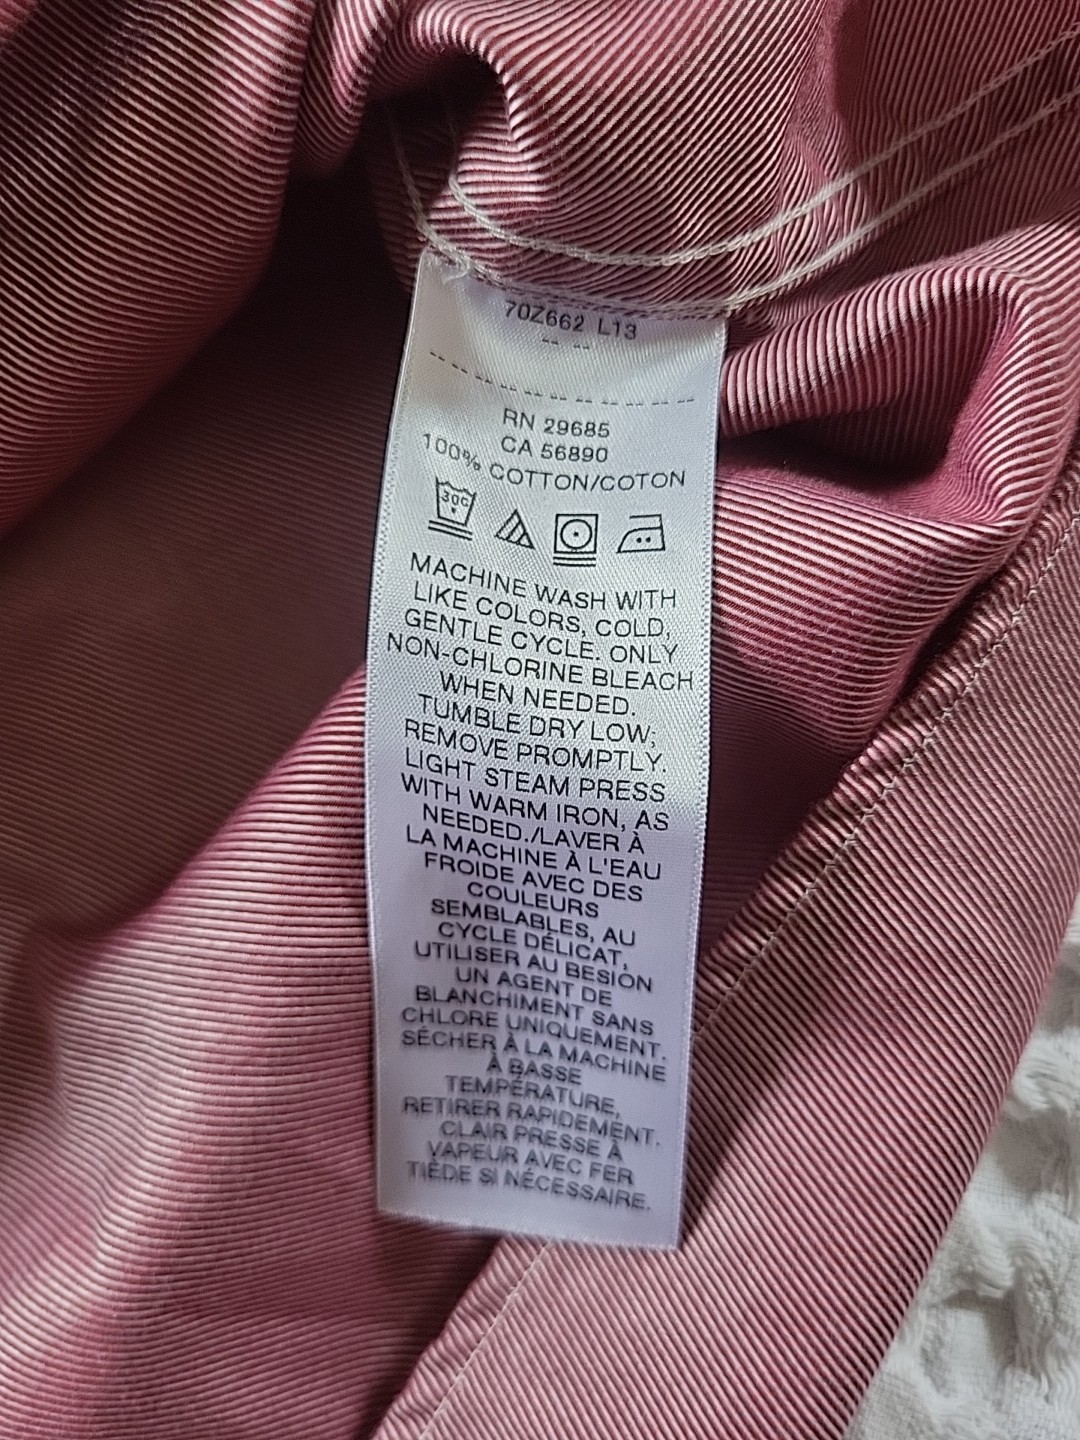 70Z662 L13
-- --
-- -- -- -- -- -- -- -- -- -- -- --
RN 29685
CA 56890
100% COTTON/COTON
30C
MACHINE WASH WITH
LIKE COLORS, COLD,
GENTLE CYCLE. ONLY
NON-CHLORINE BLEACH
WHEN NEEDED.
TUMBLE DRY LOW;
REMOVE PROMPTLY.
LIGHT STEAM PRESS
WITH WARM IRON, AS
NEEDED./LAVER À
LA MACHINE À L'EAU
FROIDE AVEC DES
COULEURS
SEMBLABLES, AU
CYCLE DÉLICAT,
UTILISER AU BESION
UN AGENT DE
BLANCHIMENT SANS
CHLORE UNIQUEMENT.
SÉCHER À LA MACHINE
À BASSE
TEMPÉRATURE,
RETIRER RAPIDEMENT.
CLAIR PRESSE À
VAPEUR AVEC FER
TIÈDE SI NÉCESSAIRE.